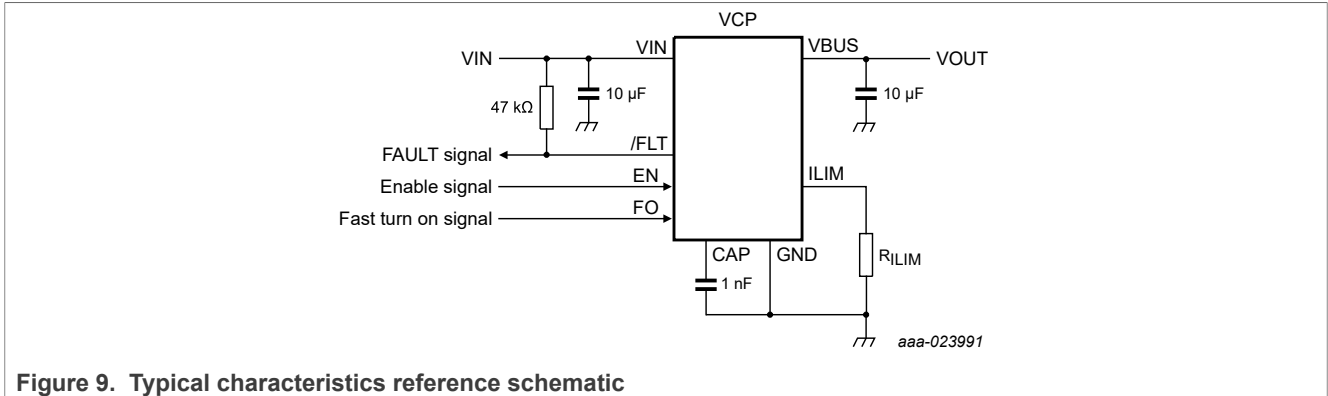 VCP
VIN
VIN
VBUS
VOUT
10 µF
10 µF
47 kΩ
/FLT
FAULT signal
EN
ILIM
Enable signal
FO
Fast turn on signal
CAP
GND
RILIM
1 nF
aaa-023991
Figure 9. Typical characteristics reference schematic